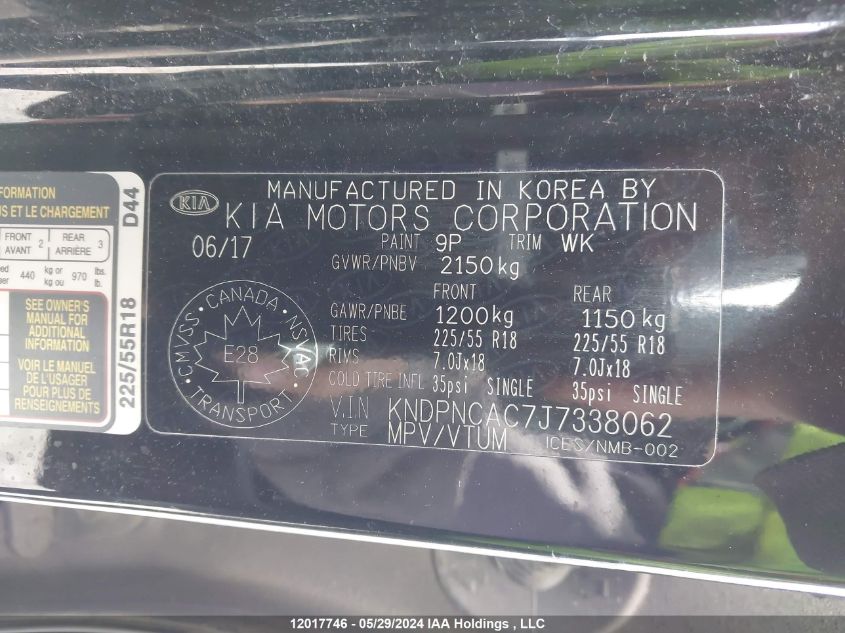 FORMATION
US ET LE CHARGEMENT
FRONT
AVANT 2
REAR
ARRIÈRE 3
440 kg or
kg ou 970 lbs.
lb.
SEE OWNER'S
MANUAL FOR
ADDITIONAL
INFORMATION
VOIR LE MANUEL
DE L'USAGER
POUR PLUS DE
RENSEIGNEMENTS
225/55R18 D44
KIA
MANUFACTURED IN KOREA BY
KIA MOTORS CORPORATION
06/17 PAINT 9P TRIM WK
GVWR/PNBV 2150kg
FRONT REAR
GAWR/PNBE 1200kg 1150kg
TIRES 225/55 R18 225/55 R18
RIMS 7.0Jx18 7.0Jx18
COLD TIRE INFL 35psi SINGLE 35psi SINGLE
V.I.N KNDPNCAC7J7338062
TYPE MPV/VTUM ICES/NMB-002
CANADA
CMVSS NSVAC
E28
TRANSPORT
12017746 - 05/29/2024 IAA Holdings , LLC